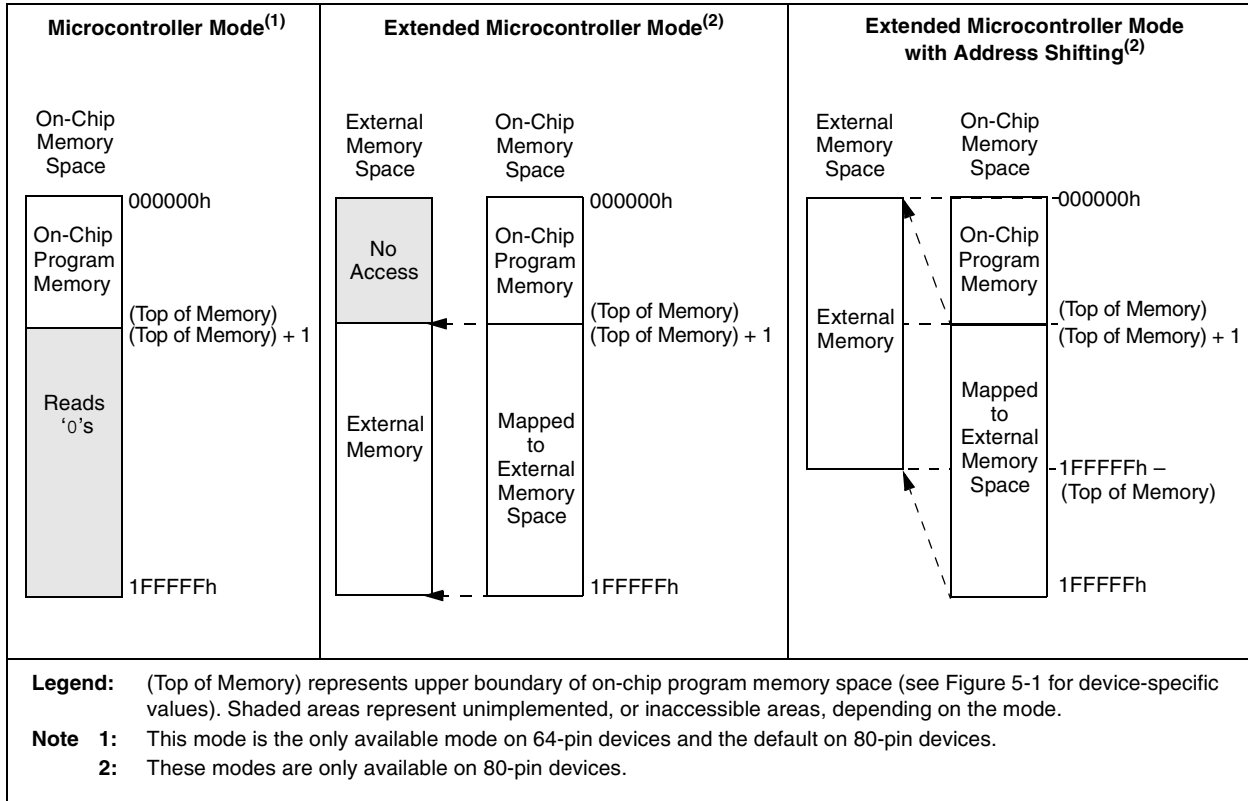 Microcontroller Mode(1)
On-Chip
Memory
Space
000000h
On-Chip
Program
Memory
(Top of Memory)
(Top of Memory) + 1
Reads
‘0’s
1FFFFFh
Extended Microcontroller Mode(2)
External
Memory
Space
On-Chip
Memory
Space
000000h
No
Access
On-Chip
Program
Memory
(Top of Memory)
(Top of Memory) + 1
External
Memory
Mapped
to
External
Memory
Space
1FFFFFh
Extended Microcontroller Mode
with Address Shifting(2)
External
Memory
Space
On-Chip
Memory
Space
000000h
On-Chip
Program
Memory
(Top of Memory)
(Top of Memory) + 1
External
Memory
Mapped
to
External
Memory
Space
1FFFFFh –
(Top of Memory)
1FFFFFh
Legend: (Top of Memory) represents upper boundary of on-chip program memory space (see Figure 5-1 for device-specific
values). Shaded areas represent unimplemented, or inaccessible areas, depending on the mode.
Note 1: This mode is the only available mode on 64-pin devices and the default on 80-pin devices.
2: These modes are only available on 80-pin devices.